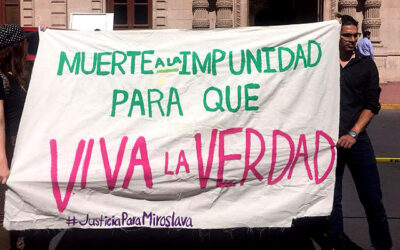 MUERTE A LA IMPUNIDAD
PARA QUE
VIVA LA VERDAD
#JusticiaParaMiroslava